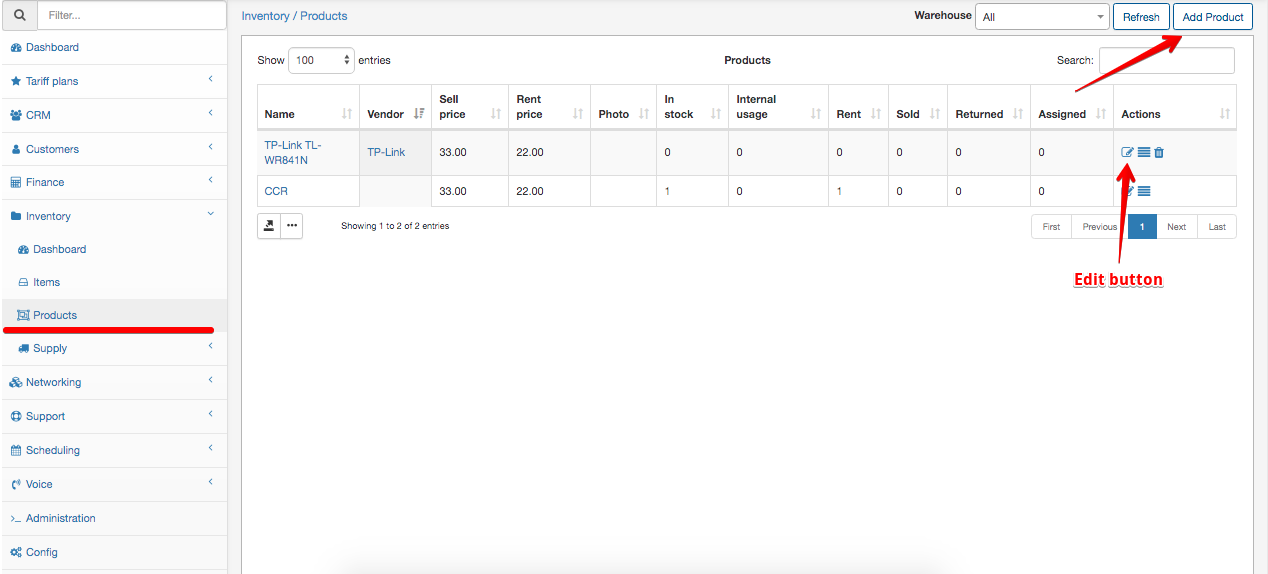 Filter...
Inventory / Products
Warehouse All Refresh Add Product
Dashboard
Tariff plans
CRM
Customers
Finance
Inventory
Dashboard
Items
Products
Supply
Networking
Support
Scheduling
Voice
Administration
Config
Show 100 entries
Products
Search:
Name Vendor Sell price Rent price Photo In stock Internal usage Rent Sold Returned Assigned Actions
TP-Link TL-WR841N TP-Link 33.00 22.00 0 0 0 0 0 0
CCR 33.00 22.00 1 0 1 0 0 0
Showing 1 to 2 of 2 entries
First Previous 1 Next Last
Edit button